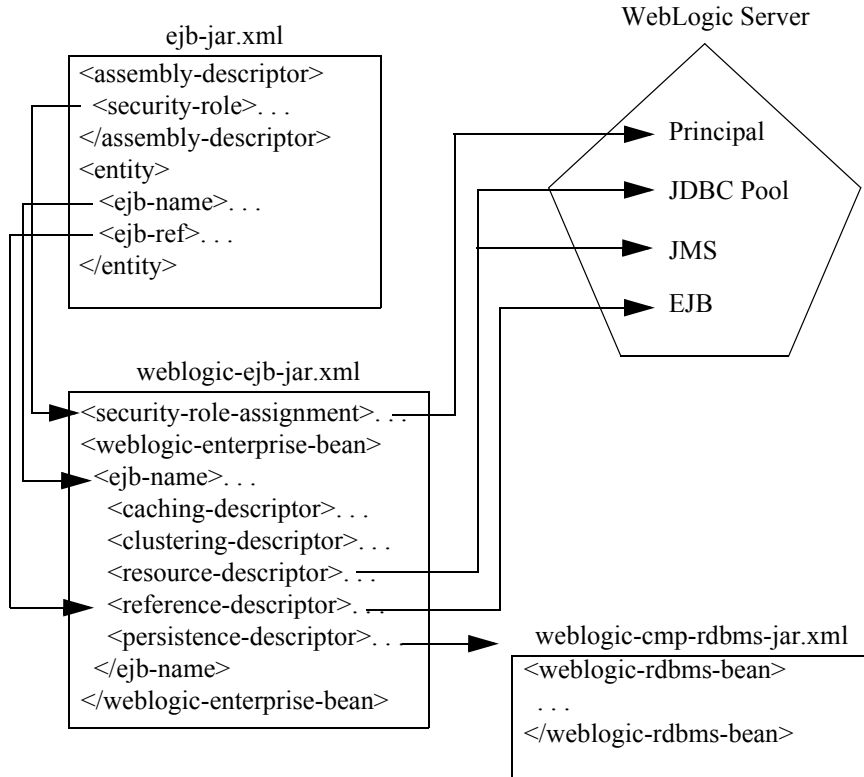 ejb-jar.xml
<assembly-descriptor>
<security-role>. . .
</assembly-descriptor>
<entity>
<ejb-name>. . .
<ejb-ref>. . .
</entity>
WebLogic Server
Principal
JDBC Pool
JMS
EJB
weblogic-ejb-jar.xml
<security-role-assignment>. . .
<weblogic-enterprise-bean>
<ejb-name>. . .
<caching-descriptor>. . .
<clustering-descriptor>. . .
<resource-descriptor>. . .
<reference-descriptor>. . .
<persistence-descriptor>. . .
</ejb-name>
</weblogic-enterprise-bean>
weblogic-cmp-rdbms-jar.xml
<weblogic-rdbms-bean>
. . .
</weblogic-rdbms-bean>